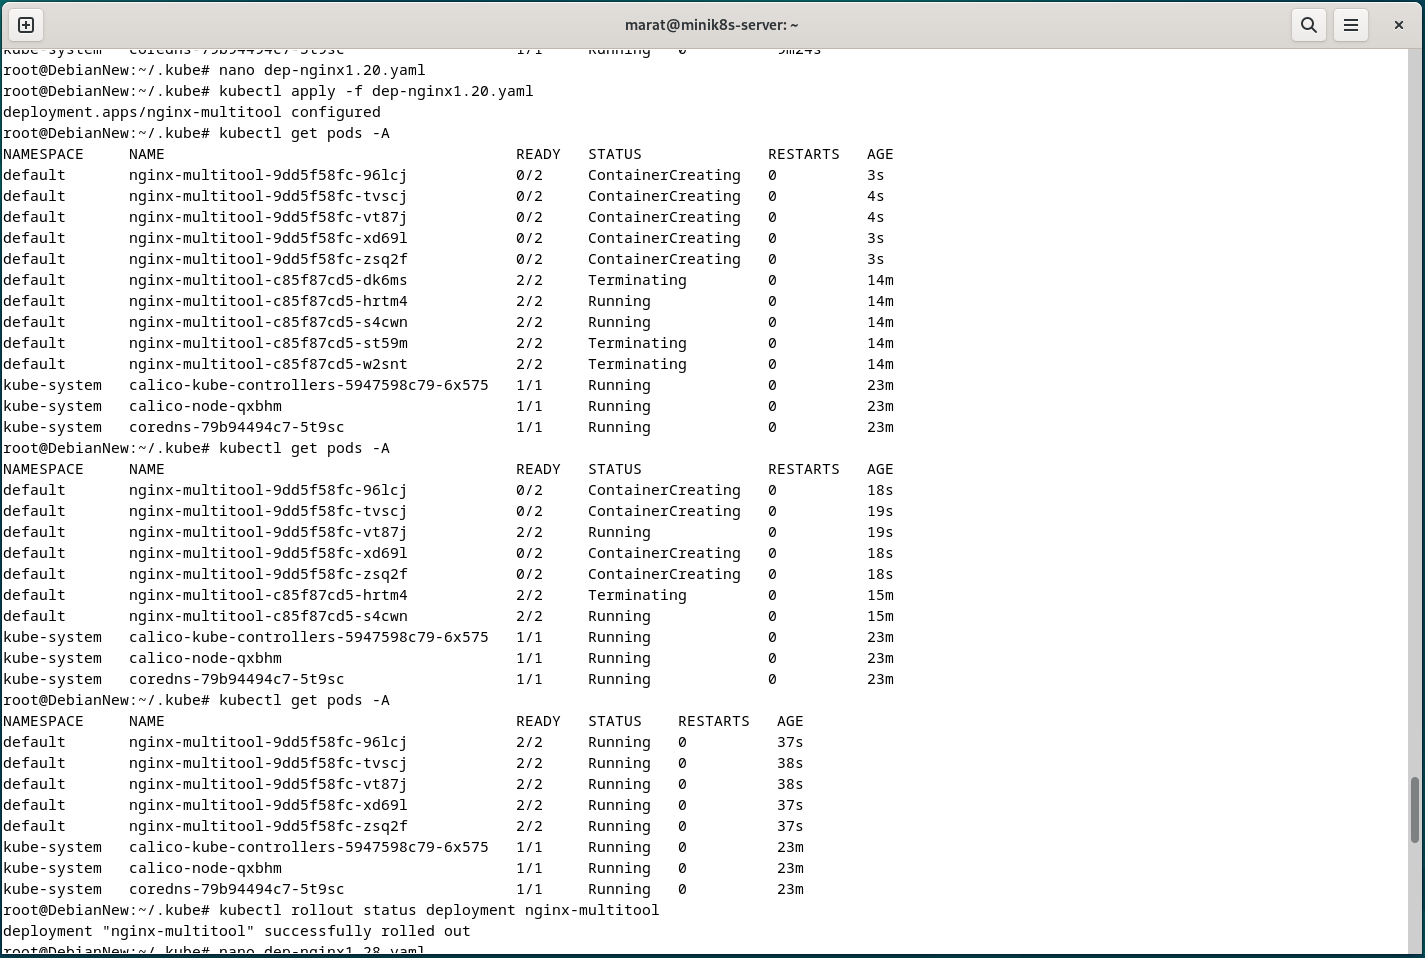 marat@minik8s-server: ~
kube-system   coredns-79b94494c7-5t9sc                   1/1     Running   0          9m24s
root@DebianNew:~/.kube# nano dep-nginx1.20.yaml
root@DebianNew:~/.kube# kubectl apply -f dep-nginx1.20.yaml
deployment.apps/nginx-multitool configured
root@DebianNew:~/.kube# kubectl get pods -A
NAMESPACE     NAME                                       READY   STATUS              RESTARTS   AGE
default       nginx-multitool-9dd5f58fc-96lcj            0/2     ContainerCreating   0          3s
default       nginx-multitool-9dd5f58fc-tvscj            0/2     ContainerCreating   0          4s
default       nginx-multitool-9dd5f58fc-vt87j            0/2     ContainerCreating   0          4s
default       nginx-multitool-9dd5f58fc-xd69l            0/2     ContainerCreating   0          3s
default       nginx-multitool-9dd5f58fc-zsq2f            0/2     ContainerCreating   0          3s
default       nginx-multitool-c85f87cd5-dk6ms            2/2     Terminating         0          14m
default       nginx-multitool-c85f87cd5-hrtm4            2/2     Running             0          14m
default       nginx-multitool-c85f87cd5-s4cwn            2/2     Running             0          14m
default       nginx-multitool-c85f87cd5-st59m            2/2     Terminating         0          14m
default       nginx-multitool-c85f87cd5-w2snt            2/2     Terminating         0          14m
kube-system   calico-kube-controllers-5947598c79-6x575   1/1     Running             0          23m
kube-system   calico-node-qxbhm                          1/1     Running             0          23m
kube-system   coredns-79b94494c7-5t9sc                   1/1     Running             0          23m
root@DebianNew:~/.kube# kubectl get pods -A
NAMESPACE     NAME                                       READY   STATUS              RESTARTS   AGE
default       nginx-multitool-9dd5f58fc-96lcj            0/2     ContainerCreating   0          18s
default       nginx-multitool-9dd5f58fc-tvscj            0/2     ContainerCreating   0          19s
default       nginx-multitool-9dd5f58fc-vt87j            2/2     Running             0          19s
default       nginx-multitool-9dd5f58fc-xd69l            0/2     ContainerCreating   0          18s
default       nginx-multitool-9dd5f58fc-zsq2f            0/2     ContainerCreating   0          18s
default       nginx-multitool-c85f87cd5-hrtm4            2/2     Terminating         0          15m
default       nginx-multitool-c85f87cd5-s4cwn            2/2     Running             0          15m
kube-system   calico-kube-controllers-5947598c79-6x575   1/1     Running             0          23m
kube-system   calico-node-qxbhm                          1/1     Running             0          23m
kube-system   coredns-79b94494c7-5t9sc                   1/1     Running             0          23m
root@DebianNew:~/.kube# kubectl get pods -A
NAMESPACE     NAME                                       READY   STATUS    RESTARTS   AGE
default       nginx-multitool-9dd5f58fc-96lcj            2/2     Running   0          37s
default       nginx-multitool-9dd5f58fc-tvscj            2/2     Running   0          38s
default       nginx-multitool-9dd5f58fc-vt87j            2/2     Running   0          38s
default       nginx-multitool-9dd5f58fc-xd69l            2/2     Running   0          37s
default       nginx-multitool-9dd5f58fc-zsq2f            2/2     Running   0          37s
kube-system   calico-kube-controllers-5947598c79-6x575   1/1     Running   0          23m
kube-system   calico-node-qxbhm                          1/1     Running   0          23m
kube-system   coredns-79b94494c7-5t9sc                   1/1     Running   0          23m
root@DebianNew:~/.kube# kubectl rollout status deployment nginx-multitool
deployment "nginx-multitool" successfully rolled out
root@DebianNew:~/.kube# nano dep-nginx1.28.yaml